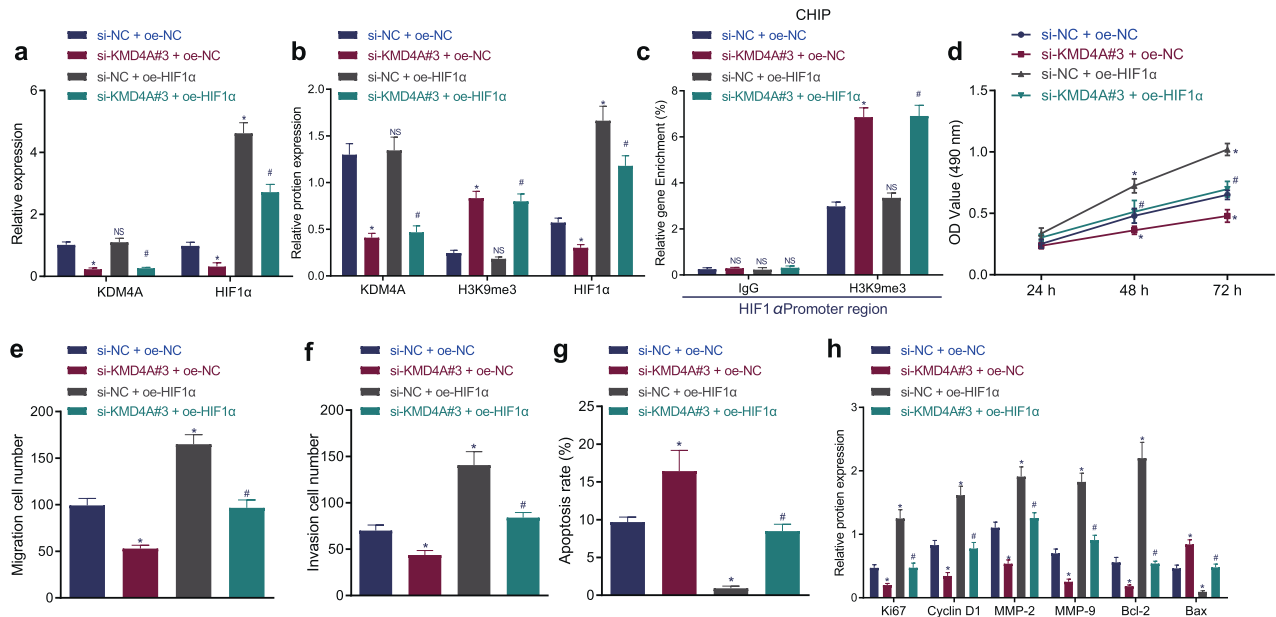 a
si-NC + oe-NC
si-KMD4A#3 + oe-NC
si-NC + oe-HIF1α
si-KMD4A#3 + oe-HIF1α
Relative expression
6
4
2
0
*
NS
#
*
*
#
KDM4A
HIF1α
b
si-NC + oe-NC
si-KMD4A#3 + oe-NC
si-NC + oe-HIF1α
si-KMD4A#3 + oe-HIF1α
Relative protien expression
2.0
1.5
1.0
0.5
0.0
*
NS
#
*
NS
#
*
*
#
KDM4A
H3K9me3
HIF1α
CHIP
c
si-NC + oe-NC
si-KMD4A#3 + oe-NC
si-NC + oe-HIF1α
si-KMD4A#3 + oe-HIF1α
Relative gene Enrichment (%)
8
6
4
2
0
NS
NS
NS
*
NS
#
IgG
H3K9me3
HIF1αPromoter region
d
si-NC + oe-NC
si-KMD4A#3 + oe-NC
si-NC + oe-HIF1α
si-KMD4A#3 + oe-HIF1α
OD Value (490 nm)
1.5
1.0
0.5
0.0
*
#
*
*
#
*
24 h
48 h
72 h
e
si-NC + oe-NC
si-KMD4A#3 + oe-NC
si-NC + oe-HIF1α
si-KMD4A#3 + oe-HIF1α
Migration cell number
200
150
100
50
0
*
*
#
f
si-NC + oe-NC
si-KMD4A#3 + oe-NC
si-NC + oe-HIF1α
si-KMD4A#3 + oe-HIF1α
Invasion cell number
200
150
100
50
0
*
*
#
g
si-NC + oe-NC
si-KMD4A#3 + oe-NC
si-NC + oe-HIF1α
si-KMD4A#3 + oe-HIF1α
Apoptosis rate (%)
25
20
15
10
5
0
*
*
#
h
si-NC + oe-NC
si-KMD4A#3 + oe-NC
si-NC + oe-HIF1α
si-KMD4A#3 + oe-HIF1α
Relative protien expression
3
2
1
0
*
*
#
*
*
#
*
*
#
*
*
#
*
*
#
*
*
#
Ki67
Cyclin D1
MMP-2
MMP-9
Bcl-2
Bax